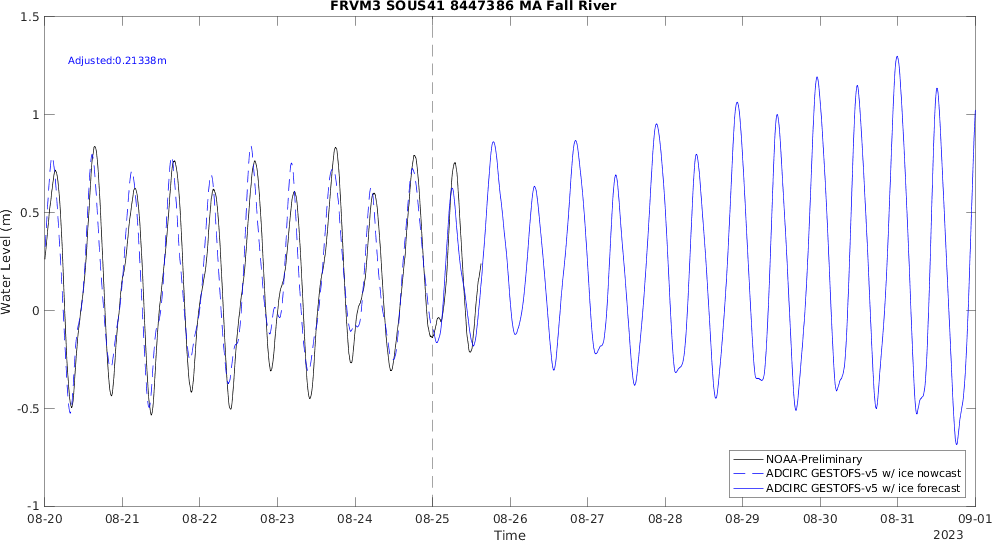 FRVM3 SOUS41 8447386 MA Fall River
Adjusted:0.21338m
Water Level (m)
1.5
1
0.5
0
-0.5
-1
NOAA-Preliminary
ADCIRC GESTOFS-v5 w/ ice nowcast
ADCIRC GESTOFS-v5 w/ ice forecast
08-20 08-21 08-22 08-23 08-24 08-25 08-26 08-27 08-28 08-29 08-30 08-31 09-01
Time
2023